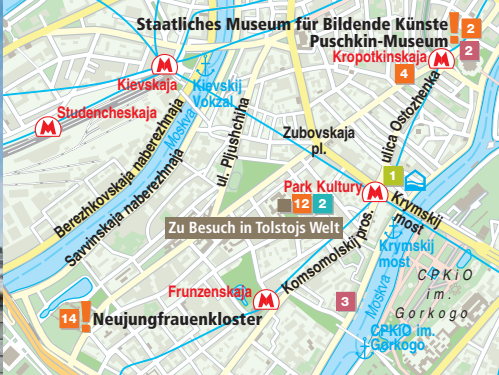 Staatliches Museum für Bildende Künste
Puschkin-Museum
!
2
2
Kropotkinskaja
M
4
M
Kievskaja
Kievskij
Vokzal
Studencheskaja
M
Moskva
Berezhkovskaja naberezhnaja
Savvinskaja naberezhnaja
ul. Pljushchina
Zubovskaja
pl.
ulica Ostozhenka
1
Park Kultury
M
12
2
Krymskij
most
Zu Besuch in Tolstojs Welt
Komsomolskij pros.
Krymskij
most
CPKiO
im.
Gorkogo
Frunzenskaja
M
3
Moskva
14
!
Neujungfrauenkloster
CPKiO im.
Gorkogo